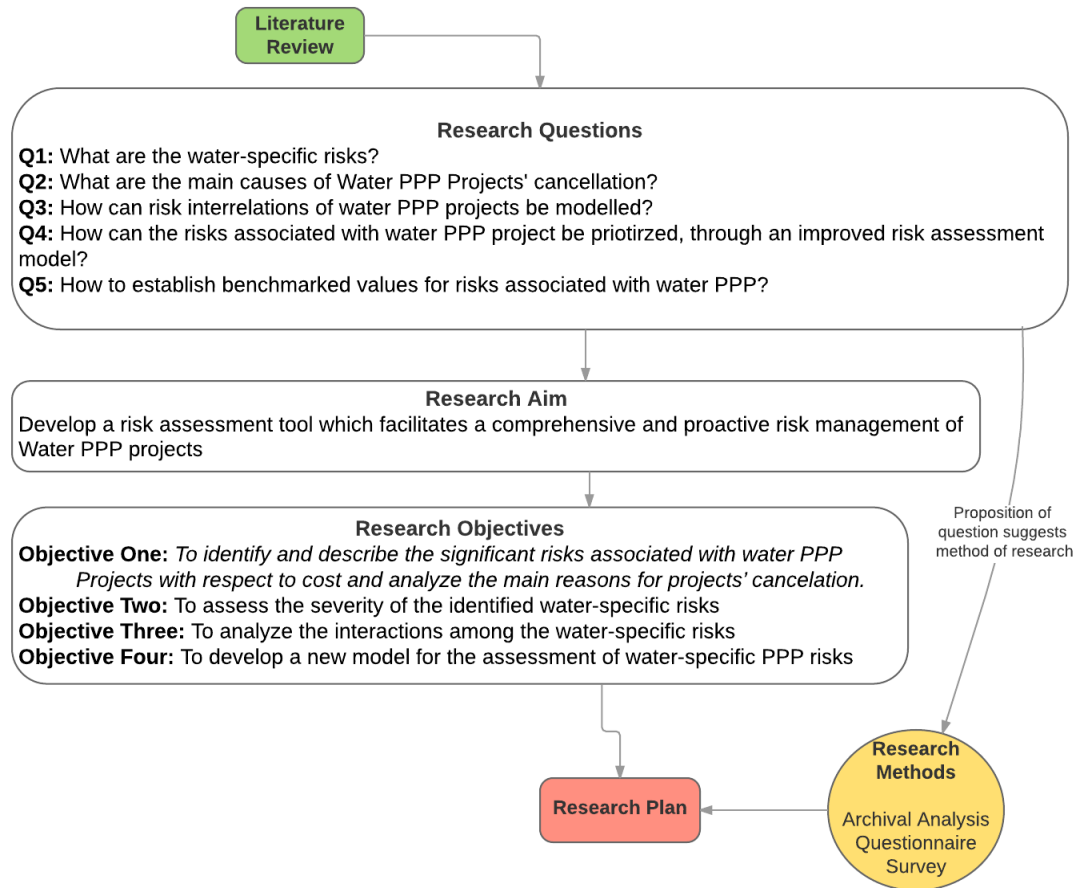 Literature
Review
Research Questions
Q1: What are the water-specific risks?
Q2: What are the main causes of Water PPP Projects' cancellation?
Q3: How can risk interrelations of water PPP projects be modelled?
Q4: How can the risks associated with water PPP project be priotirzed, through an improved risk assessment
model?
Q5: How to establish benchmarked values for risks associated with water PPP?
Research Aim
Develop a risk assessment tool which facilitates a comprehensive and proactive risk management of
Water PPP projects
Research Objectives
Objective One: To identify and describe the significant risks associated with water PPP
Projects with respect to cost and analyze the main reasons for projects' cancelation.
Objective Two: To assess the severity of the identified water-specific risks
Objective Three: To analyze the interactions among the water-specific risks
Objective Four: To develop a new model for the assessment of water-specific PPP risks
Proposition of
question suggests
method of research
Research Plan
Research
Methods
Archival Analysis
Questionnaire
Survey